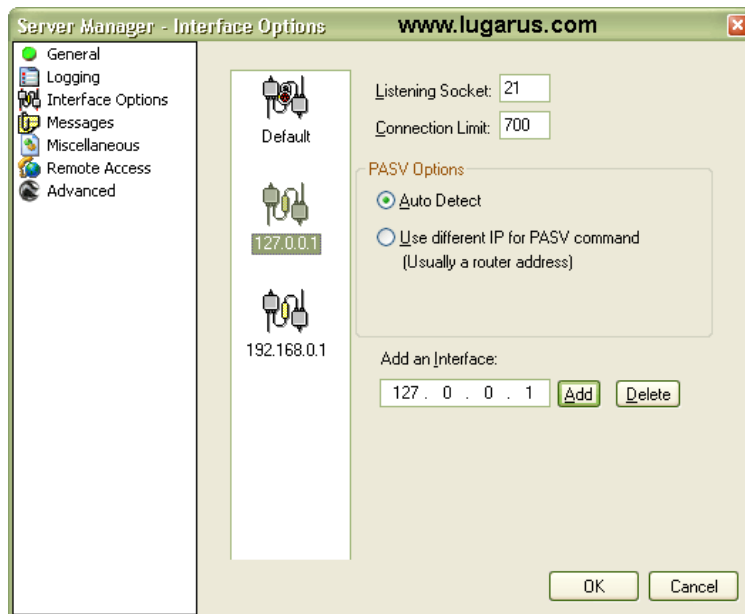 Server Manager - Interface Options www.lugarus.com
General
Logging
Interface Options
Messages
Miscellaneous
Remote Access
Advanced
Default
127.0.0.1
192.168.0.1
Listening Socket: 21
Connection Limit: 700
PASV Options
Auto Detect
Use different IP for PASV command
(Usually a router address)
Add an Interface:
127 . 0 . 0 . 1 Add Delete
OK Cancel